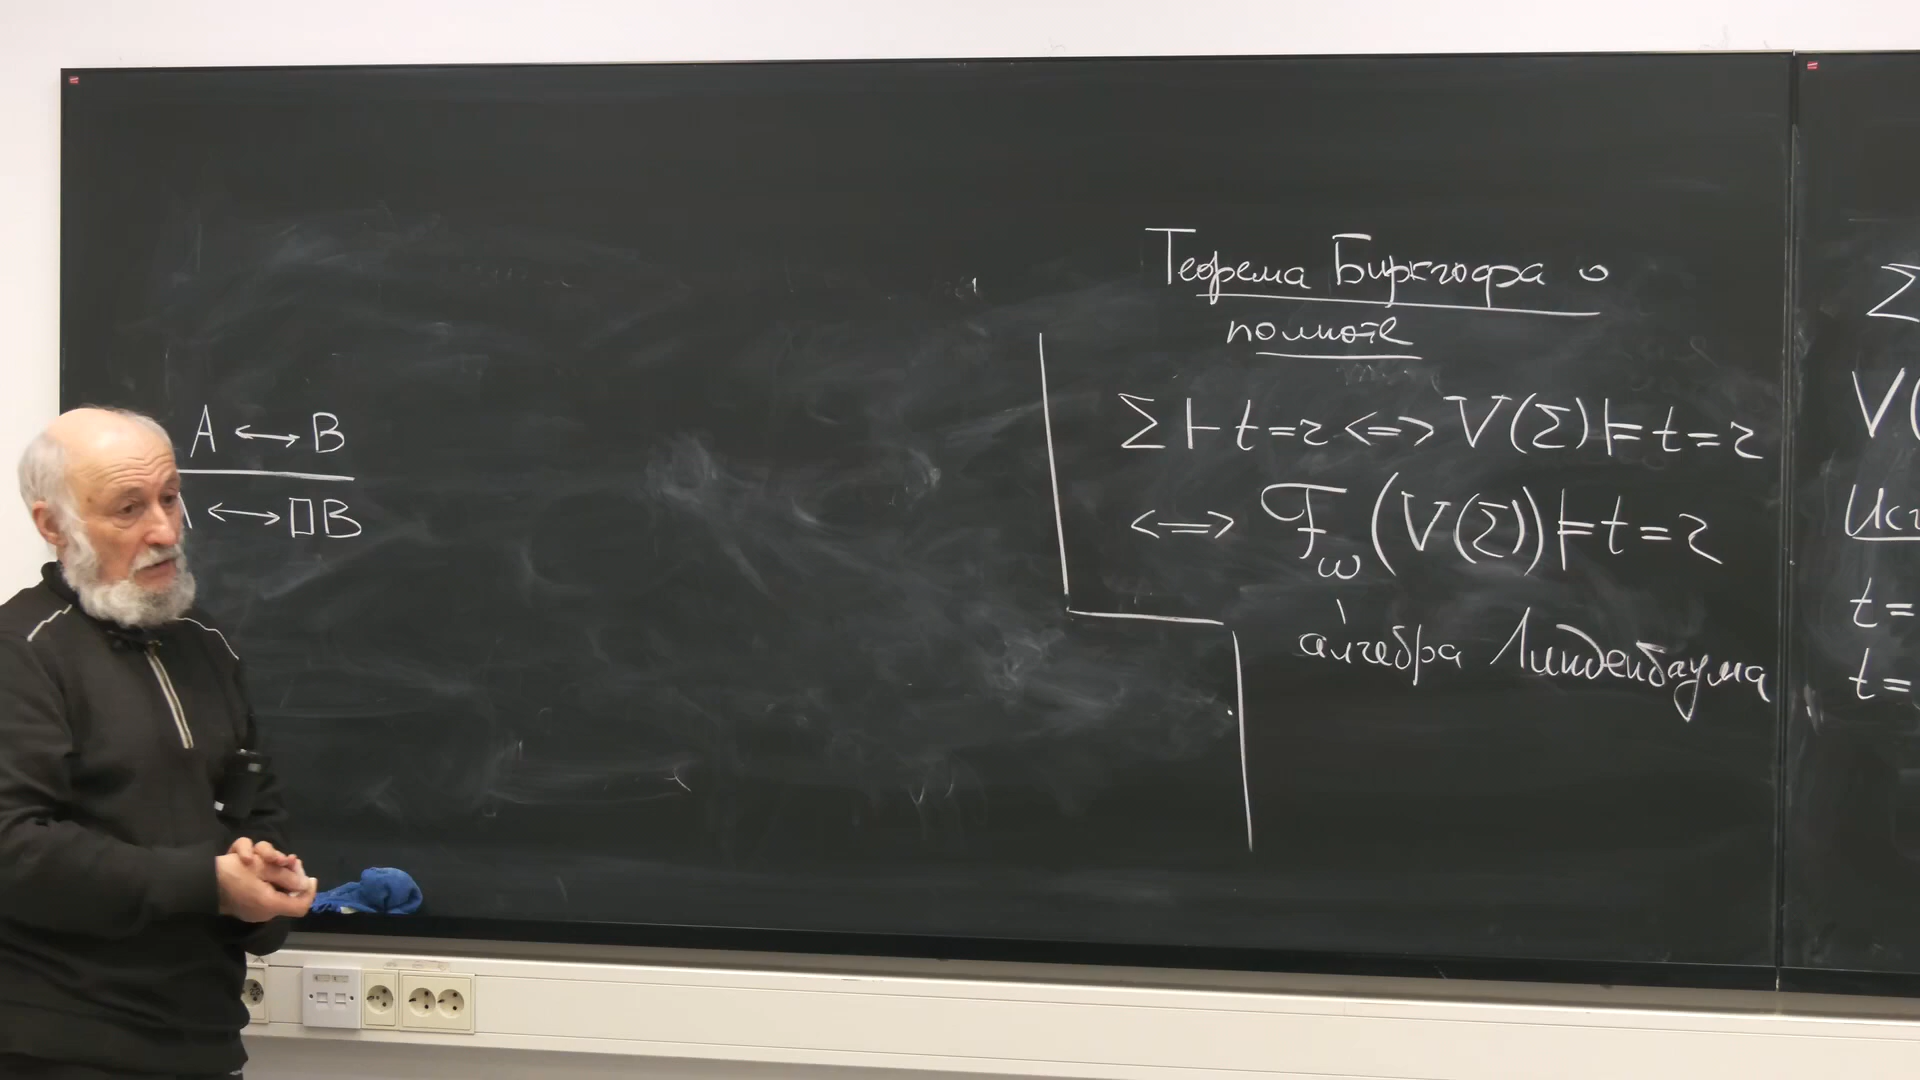 A ⟷ B
⟷ □B
Теорема Биркгофа о
полноте
Σ ⊢ t = r <=> V(Σ) ⊨ t = r
<=> F_ω(V(Σ)) ⊨ t = r
алгебра Линденбаума
Σ
V(
t =
t =